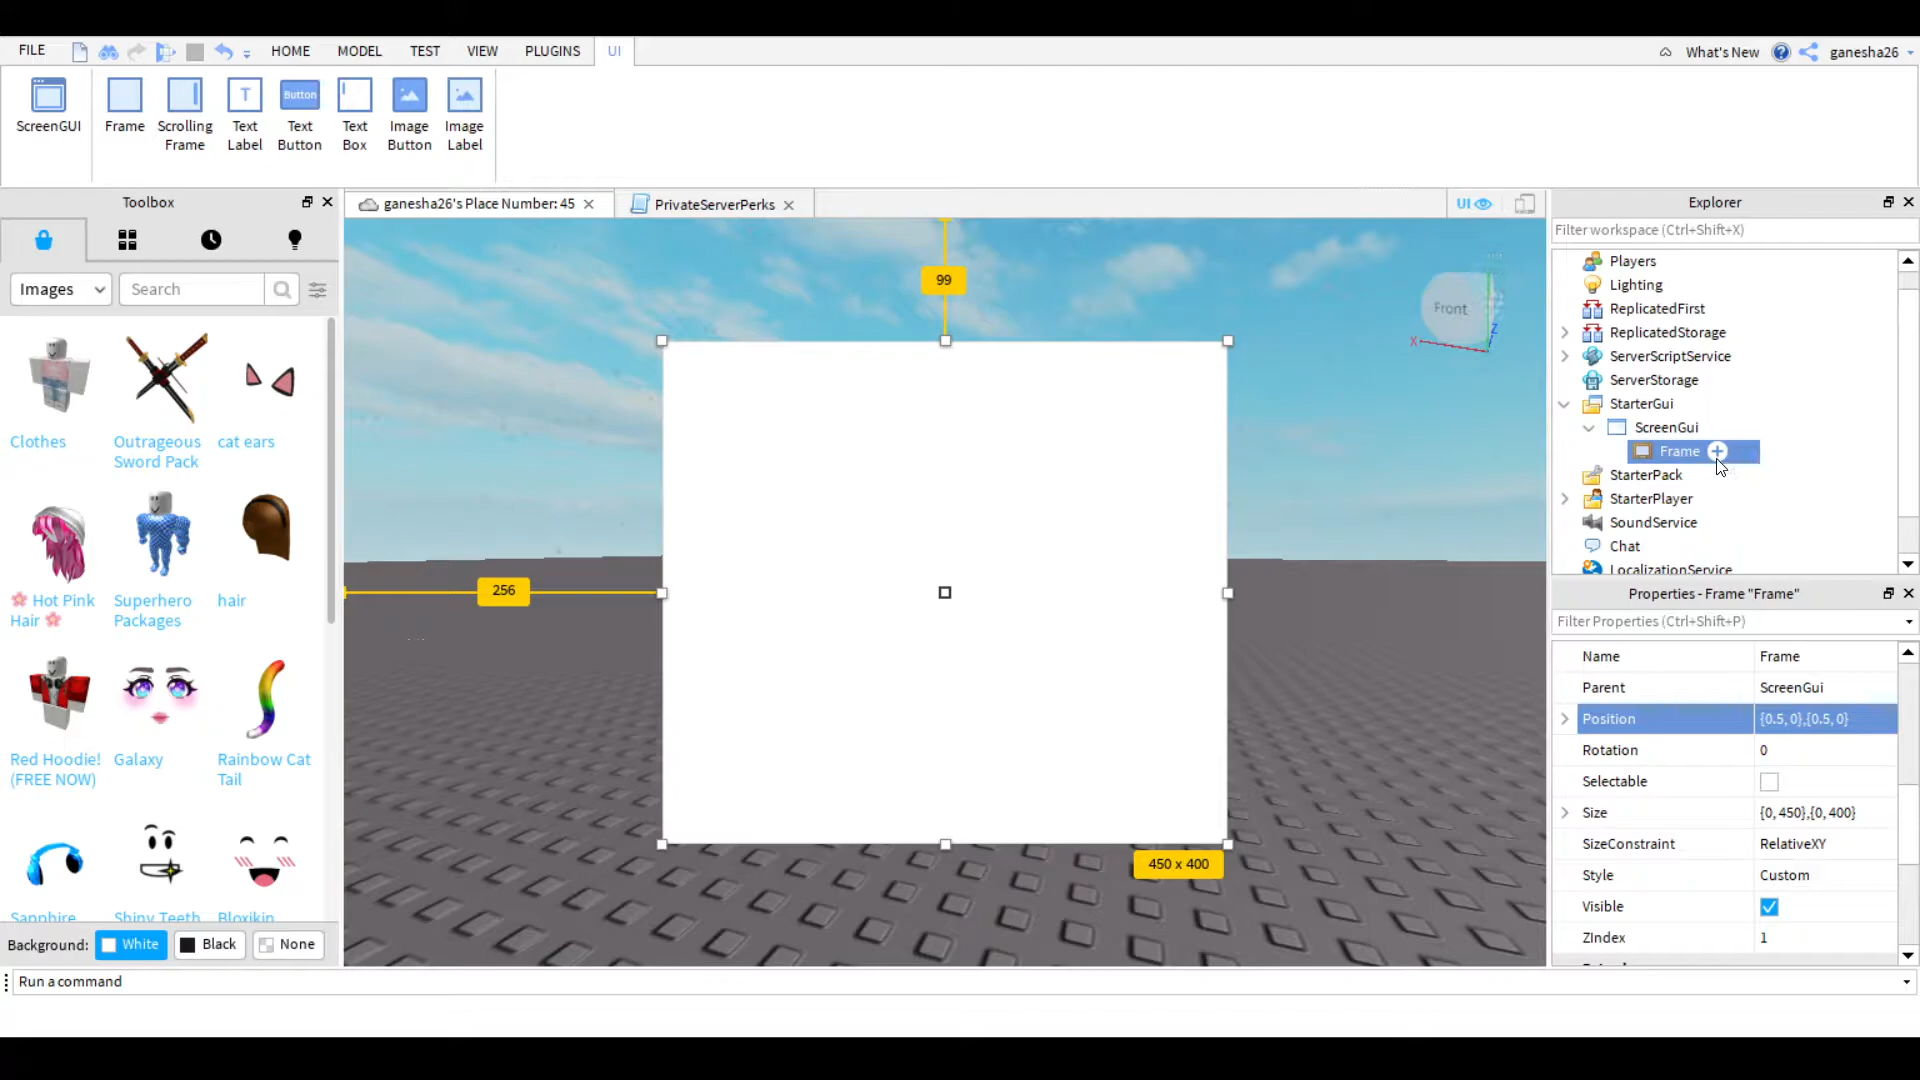 FILE
HOME
MODEL
TEST
VIEW
PLUGINS
UI
What's New
ganesha26
ScreenGUI
Frame
Scrolling
Frame
T
Text
Label
Button
Text
Button
Text
Box
Image
Button
Image
Label
Toolbox
ganesha26's Place Number: 45
PrivateServerPerks
UI
Explorer
Filter workspace (Ctrl+Shift+X)
Images
Search
Clothes
Outrageous
Sword Pack
cat ears
Hot Pink
Hair
Superhero
Packages
hair
Red Hoodie!
(FREE NOW)
Galaxy
Rainbow Cat
Tail
Sapphire
Shiny Teeth
Bloxikin
Background:
White
Black
None
99
256
450 x 400
Front
X
Z
Players
Lighting
ReplicatedFirst
ReplicatedStorage
ServerScriptService
ServerStorage
StarterGui
ScreenGui
Frame
StarterPack
StarterPlayer
SoundService
Chat
LocalizationService
Properties - Frame "Frame"
Filter Properties (Ctrl+Shift+P)
Name Frame
Parent ScreenGui
Position {0.5, 0},{0.5, 0}
Rotation 0
Selectable
Size {0, 450},{0, 400}
SizeConstraint RelativeXY
Style Custom
Visible
ZIndex 1
Run a command